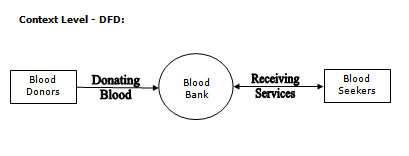 Context Level - DFD:
Blood
Donors
Donating
Blood
Blood
Bank
Receiving
Services
Blood
Seekers